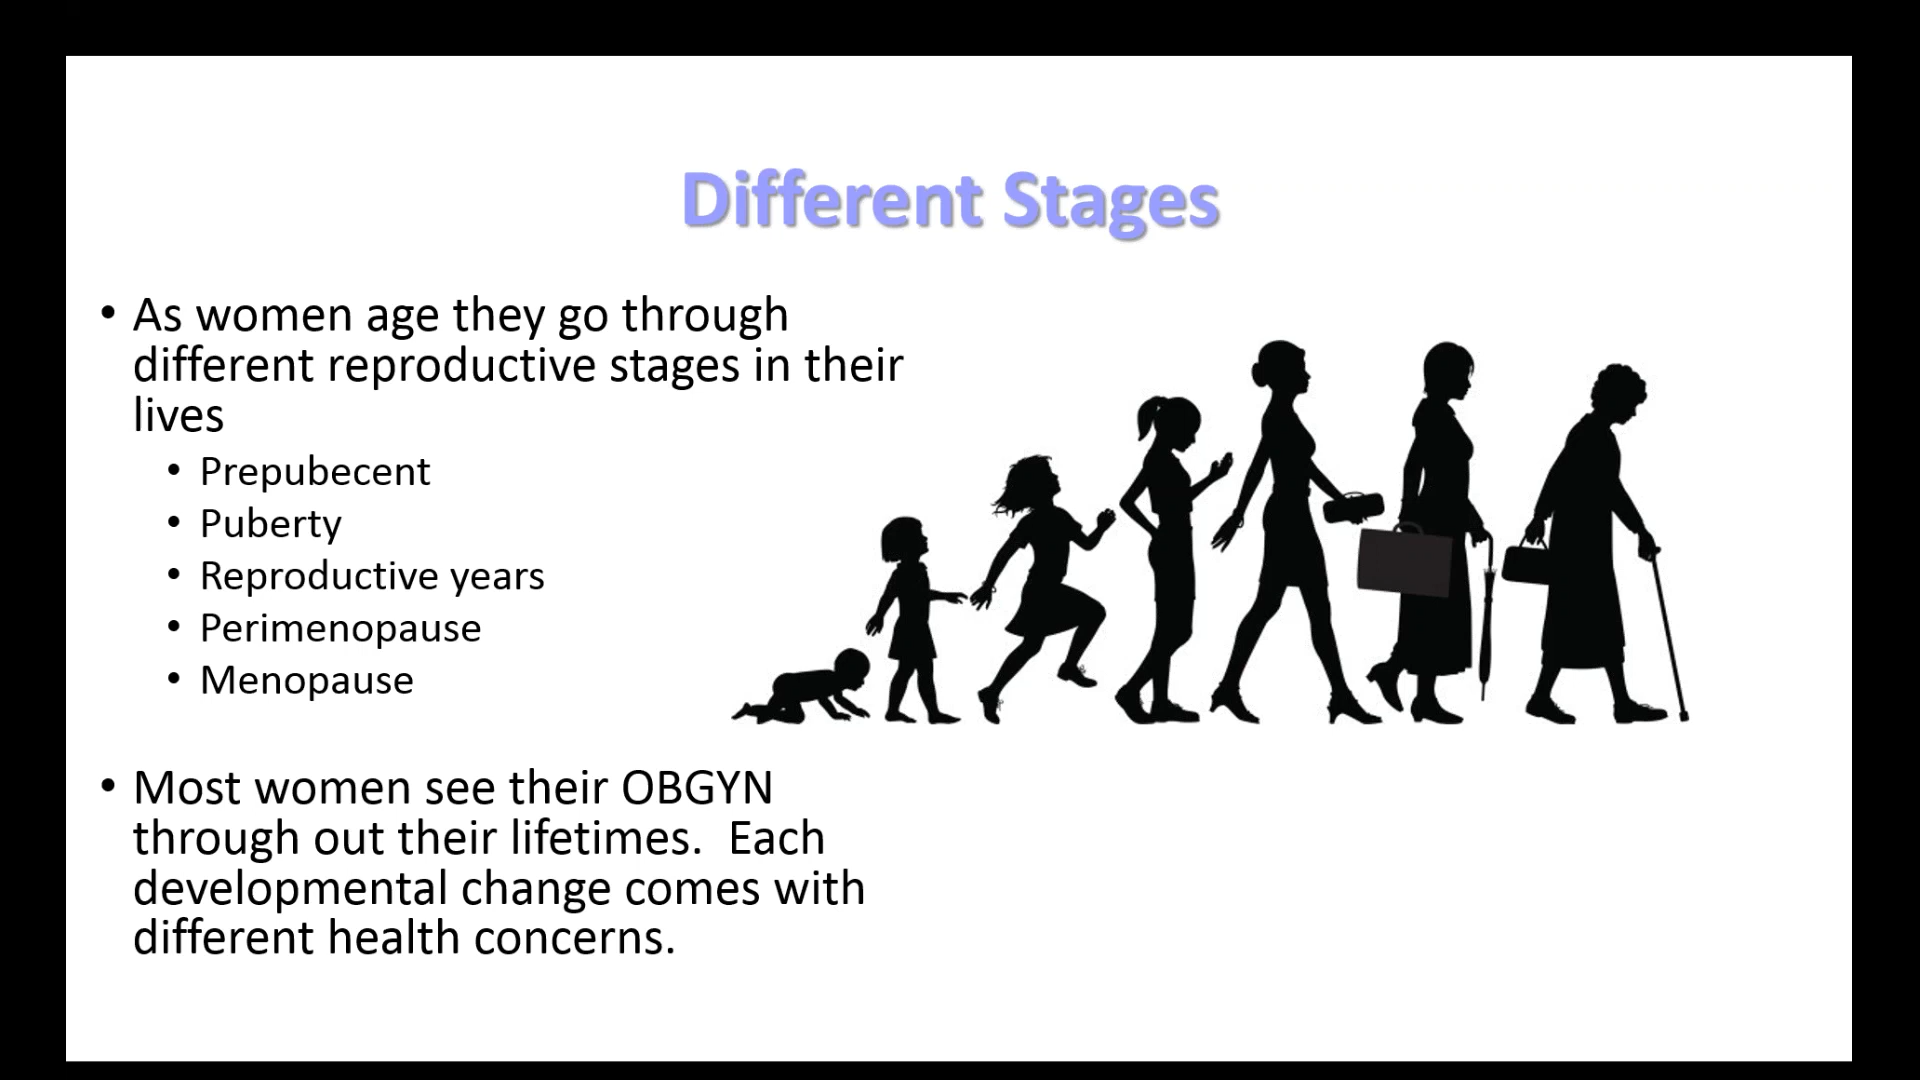 Different Stages
• As women age they go through
different reproductive stages in their
lives
• Prepubecent
• Puberty
• Reproductive years
• Perimenopause
• Menopause
• Most women see their OBGYN
through out their lifetimes.  Each
developmental change comes with
different health concerns.